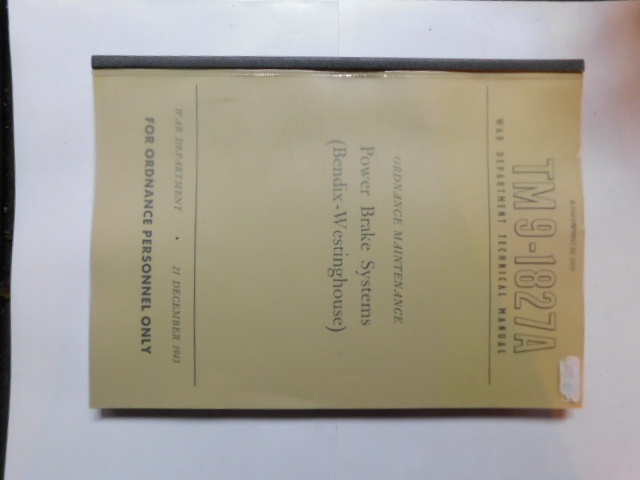 TM 9-1827A
WAR DEPARTMENT TECHNICAL MANUAL
ORDNANCE MAINTENANCE
Power Brake Systems
(Bendix-Westinghouse)
WAR DEPARTMENT • 21 DECEMBER 1943
FOR ORDNANCE PERSONNEL ONLY